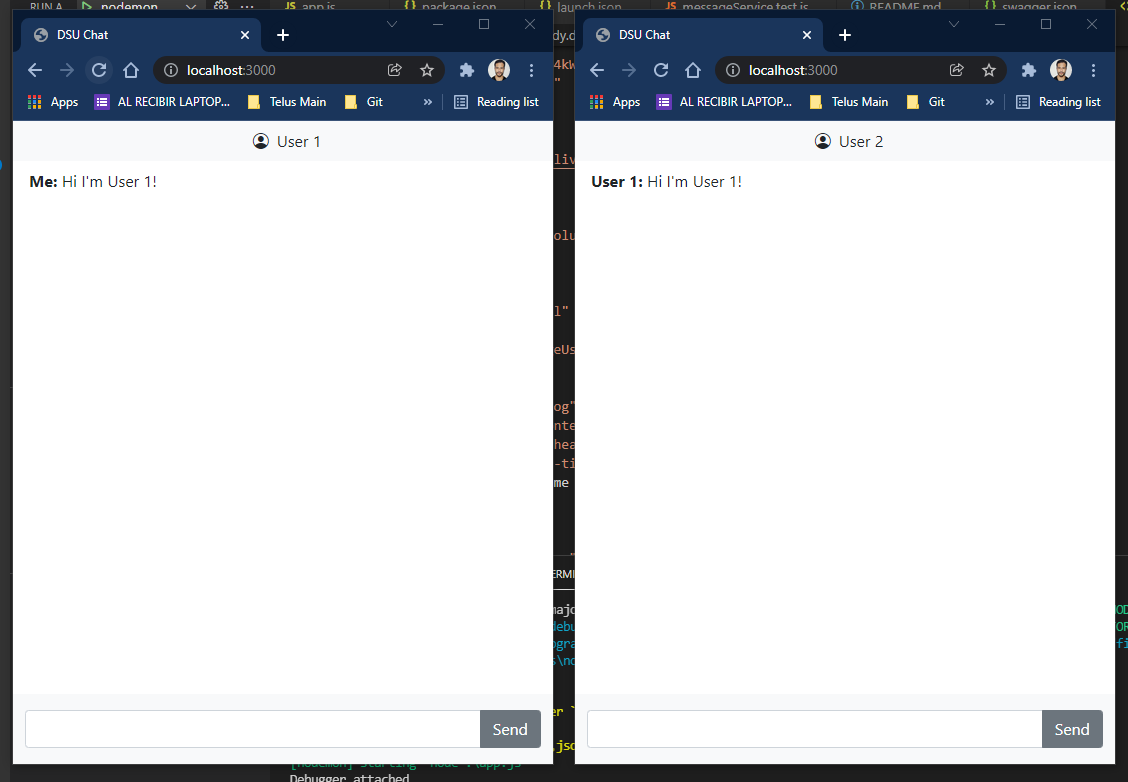 RUN A nodemon ... JS app.js {} package.json {} launch.json JS messageService.test.js README.md {} swagger.json
DSU Chat
localhost:3000
Apps AL RECIBIR LAPTOP... Telus Main Git » Reading list
User 1
Me: Hi I'm User 1!
Send
DSU Chat
localhost:3000
Apps AL RECIBIR LAPTOP... Telus Main Git » Reading list
User 2
User 1: Hi I'm User 1!
Send
[nodemon] starting `node .\app.js`
Debugger attached.